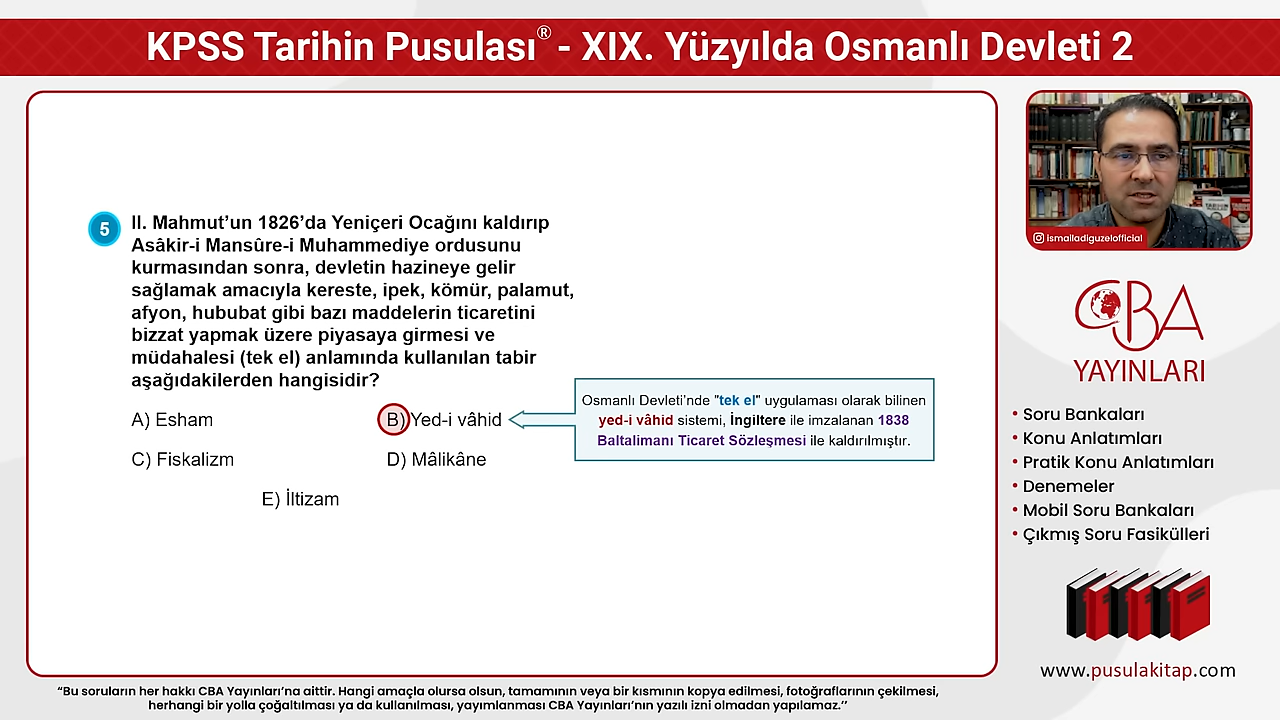 KPSS Tarihin Pusulası® - XIX. Yüzyılda Osmanlı Devleti 2
5
II. Mahmut’un 1826’da Yeniçeri Ocağını kaldırıp
Asâkir-i Mansûre-i Muhammediye ordusunu
kurmasından sonra, devletin hazineye gelir
sağlamak amacıyla kereste, ipek, kömür, palamut,
afyon, hububat gibi bazı maddelerin ticaretini
bizzat yapmak üzere piyasaya girmesi ve
müdahalesi (tek el) anlamında kullanılan tabir
aşağıdakilerden hangisidir?
A) Esham
B) Yed-i vâhid
C) Fiskalizm
D) Mâlikâne
E) İltizam
Osmanlı Devleti’nde "tek el" uygulaması olarak bilinen
yed-i vâhid sistemi, İngiltere ile imzalanan 1838
Baltalimanı Ticaret Sözleşmesi ile kaldırılmıştır.
ismailadiguzelofficial
CBA
YAYINLARI
• Soru Bankaları
• Konu Anlatımları
• Pratik Konu Anlatımları
• Denemeler
• Mobil Soru Bankaları
• Çıkmış Soru Fasikülleri
www.pusulakitap.com
“Bu soruların her hakkı CBA Yayınları’na aittir. Hangi amaçla olursa olsun, tamamının veya bir kısmının kopya edilmesi, fotoğraflarının çekilmesi,
herhangi bir yolla çoğaltılması ya da kullanılması, yayımlanması CBA Yayınları’nın yazılı izni olmadan yapılamaz.’’